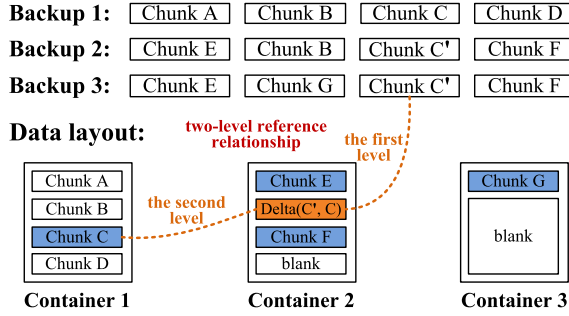 Backup 1: Chunk A Chunk B Chunk C Chunk D
Backup 2: Chunk E Chunk B Chunk C' Chunk F
Backup 3: Chunk E Chunk G Chunk C' Chunk F
Data layout:
two-level reference
relationship
the first
level
the second
level
Chunk A
Chunk B
Chunk C
Chunk D
Container 1
Chunk E
Delta(C', C)
Chunk F
blank
Container 2
Chunk G
blank
Container 3